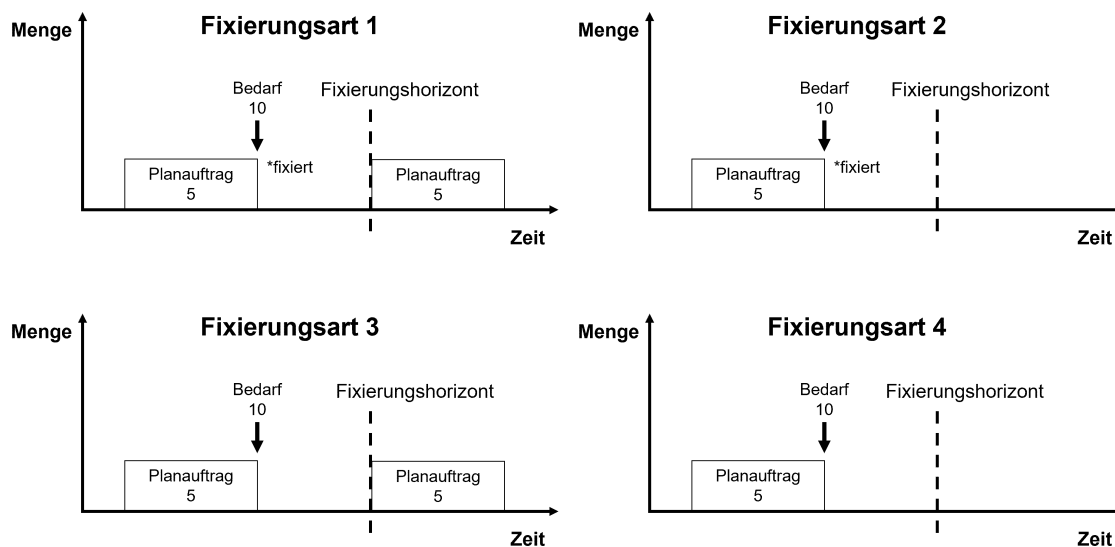 Fixierungsart 1
Menge
Bedarf
10
Fixierungshorizont
*fixiert
Planauftrag
5
Planauftrag
5
Zeit
Fixierungsart 2
Menge
Bedarf
10
Fixierungshorizont
*fixiert
Planauftrag
5
Zeit
Fixierungsart 3
Menge
Bedarf
10
Fixierungshorizont
Planauftrag
5
Planauftrag
5
Zeit
Fixierungsart 4
Menge
Bedarf
10
Fixierungshorizont
Planauftrag
5
Zeit